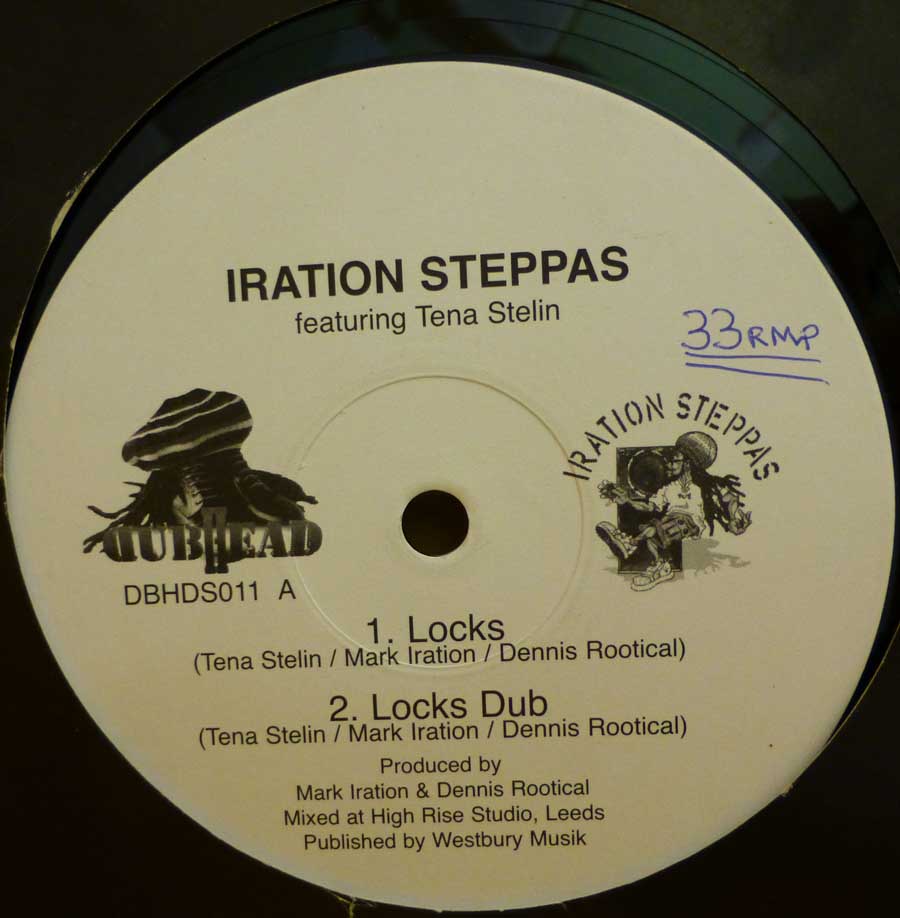 IRATION STEPPAS
featuring Tena Stelin
33RMP
IRATION STEPPAS
DUBHEAD
DBHDS011 A
1. Locks
(Tena Stelin / Mark Iration / Dennis Rootical)
2. Locks Dub
(Tena Stelin / Mark Iration / Dennis Rootical)
Produced by
Mark Iration & Dennis Rootical
Mixed at High Rise Studio, Leeds
Published by Westbury Musik